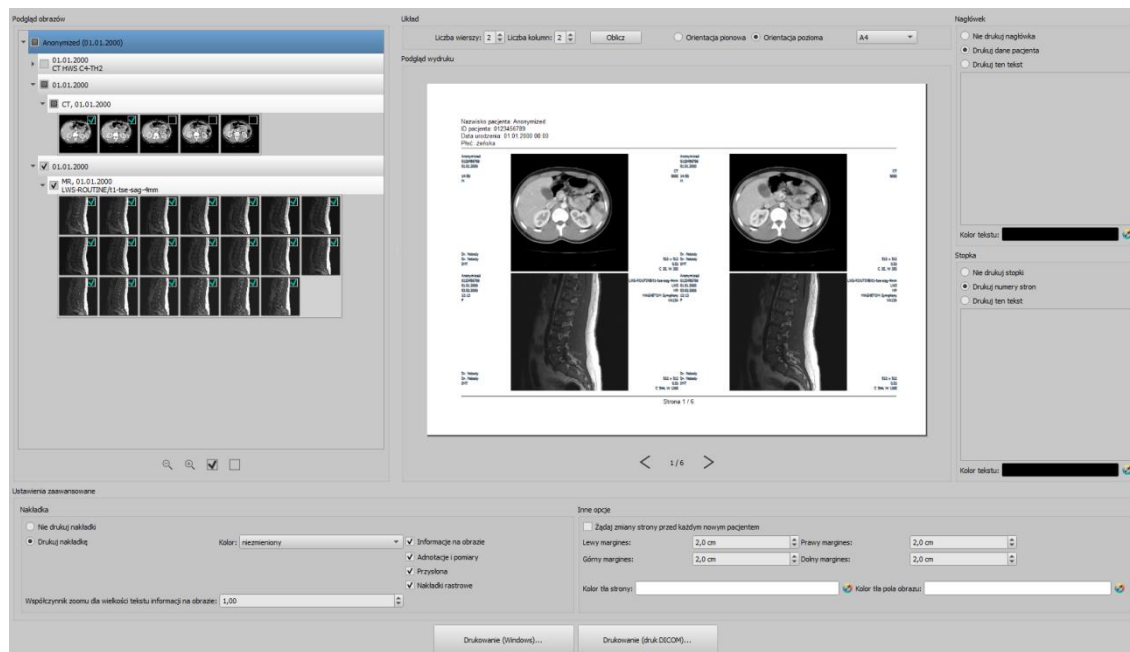 Podgląd obrazów
Anonymized (01.01.2000)
01.01.2000
CT HWS C4-TH2
01.01.2000
CT, 01.01.2000
01.01.2000
MR, 01.01.2000
LWS-ROUTINE/t1-tse-sag-4mm
Układ
Liczba wierszy: 2 Liczba kolumn: 2 Oblicz Orientacja pionowa Orientacja pozioma A4
Podgląd wydruku
Nazwisko pacjenta: Anonymized
ID pacjenta: 0123456789
Data urodzenia: 01.01.2000 08:00
Płeć: żeńska
Strona 1 / 6
1/6
Nagłówek
Nie drukuj nagłówka
Drukuj dane pacjenta
Drukuj ten tekst
Kolor tekstu:
Stopka
Nie drukuj stopki
Drukuj numery stron
Drukuj ten tekst
Kolor tekstu:
Ustawienia zaawansowane
Nakładka
Nie drukuj nakładki
Drukuj nakładkę
Kolor: niezmieniony
Informacje na obrazie
Adnotacje i pomiary
Przysłona
Nakładki rastrowe
Współczynnik zoomu dla wielkości tekstu informacji na obrazie: 1,00
Inne opcje
Żądaj zmiany strony przed każdym nowym pacjentem
Lewy margines: 2,0 cm Prawy margines: 2,0 cm
Górny margines: 2,0 cm Dolny margines: 2,0 cm
Kolor tła strony: Kolor tła pola obrazu:
Drukowanie (Windows)... Drukowanie (druk DICOM)...